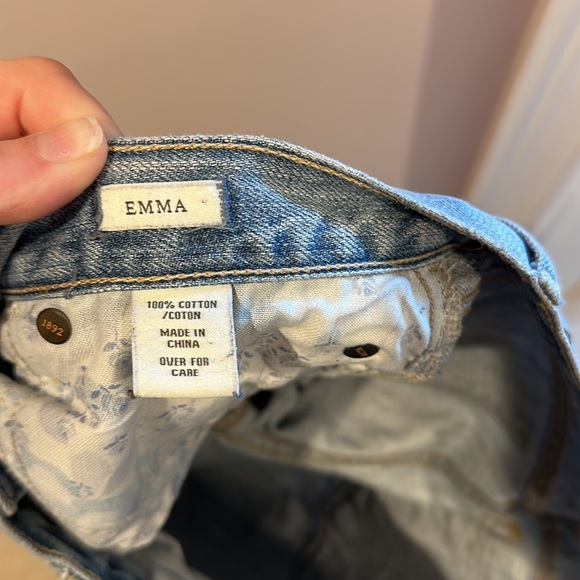 EMMA
100% COTTON
/COTON
MADE IN
CHINA
OVER FOR
CARE
1892